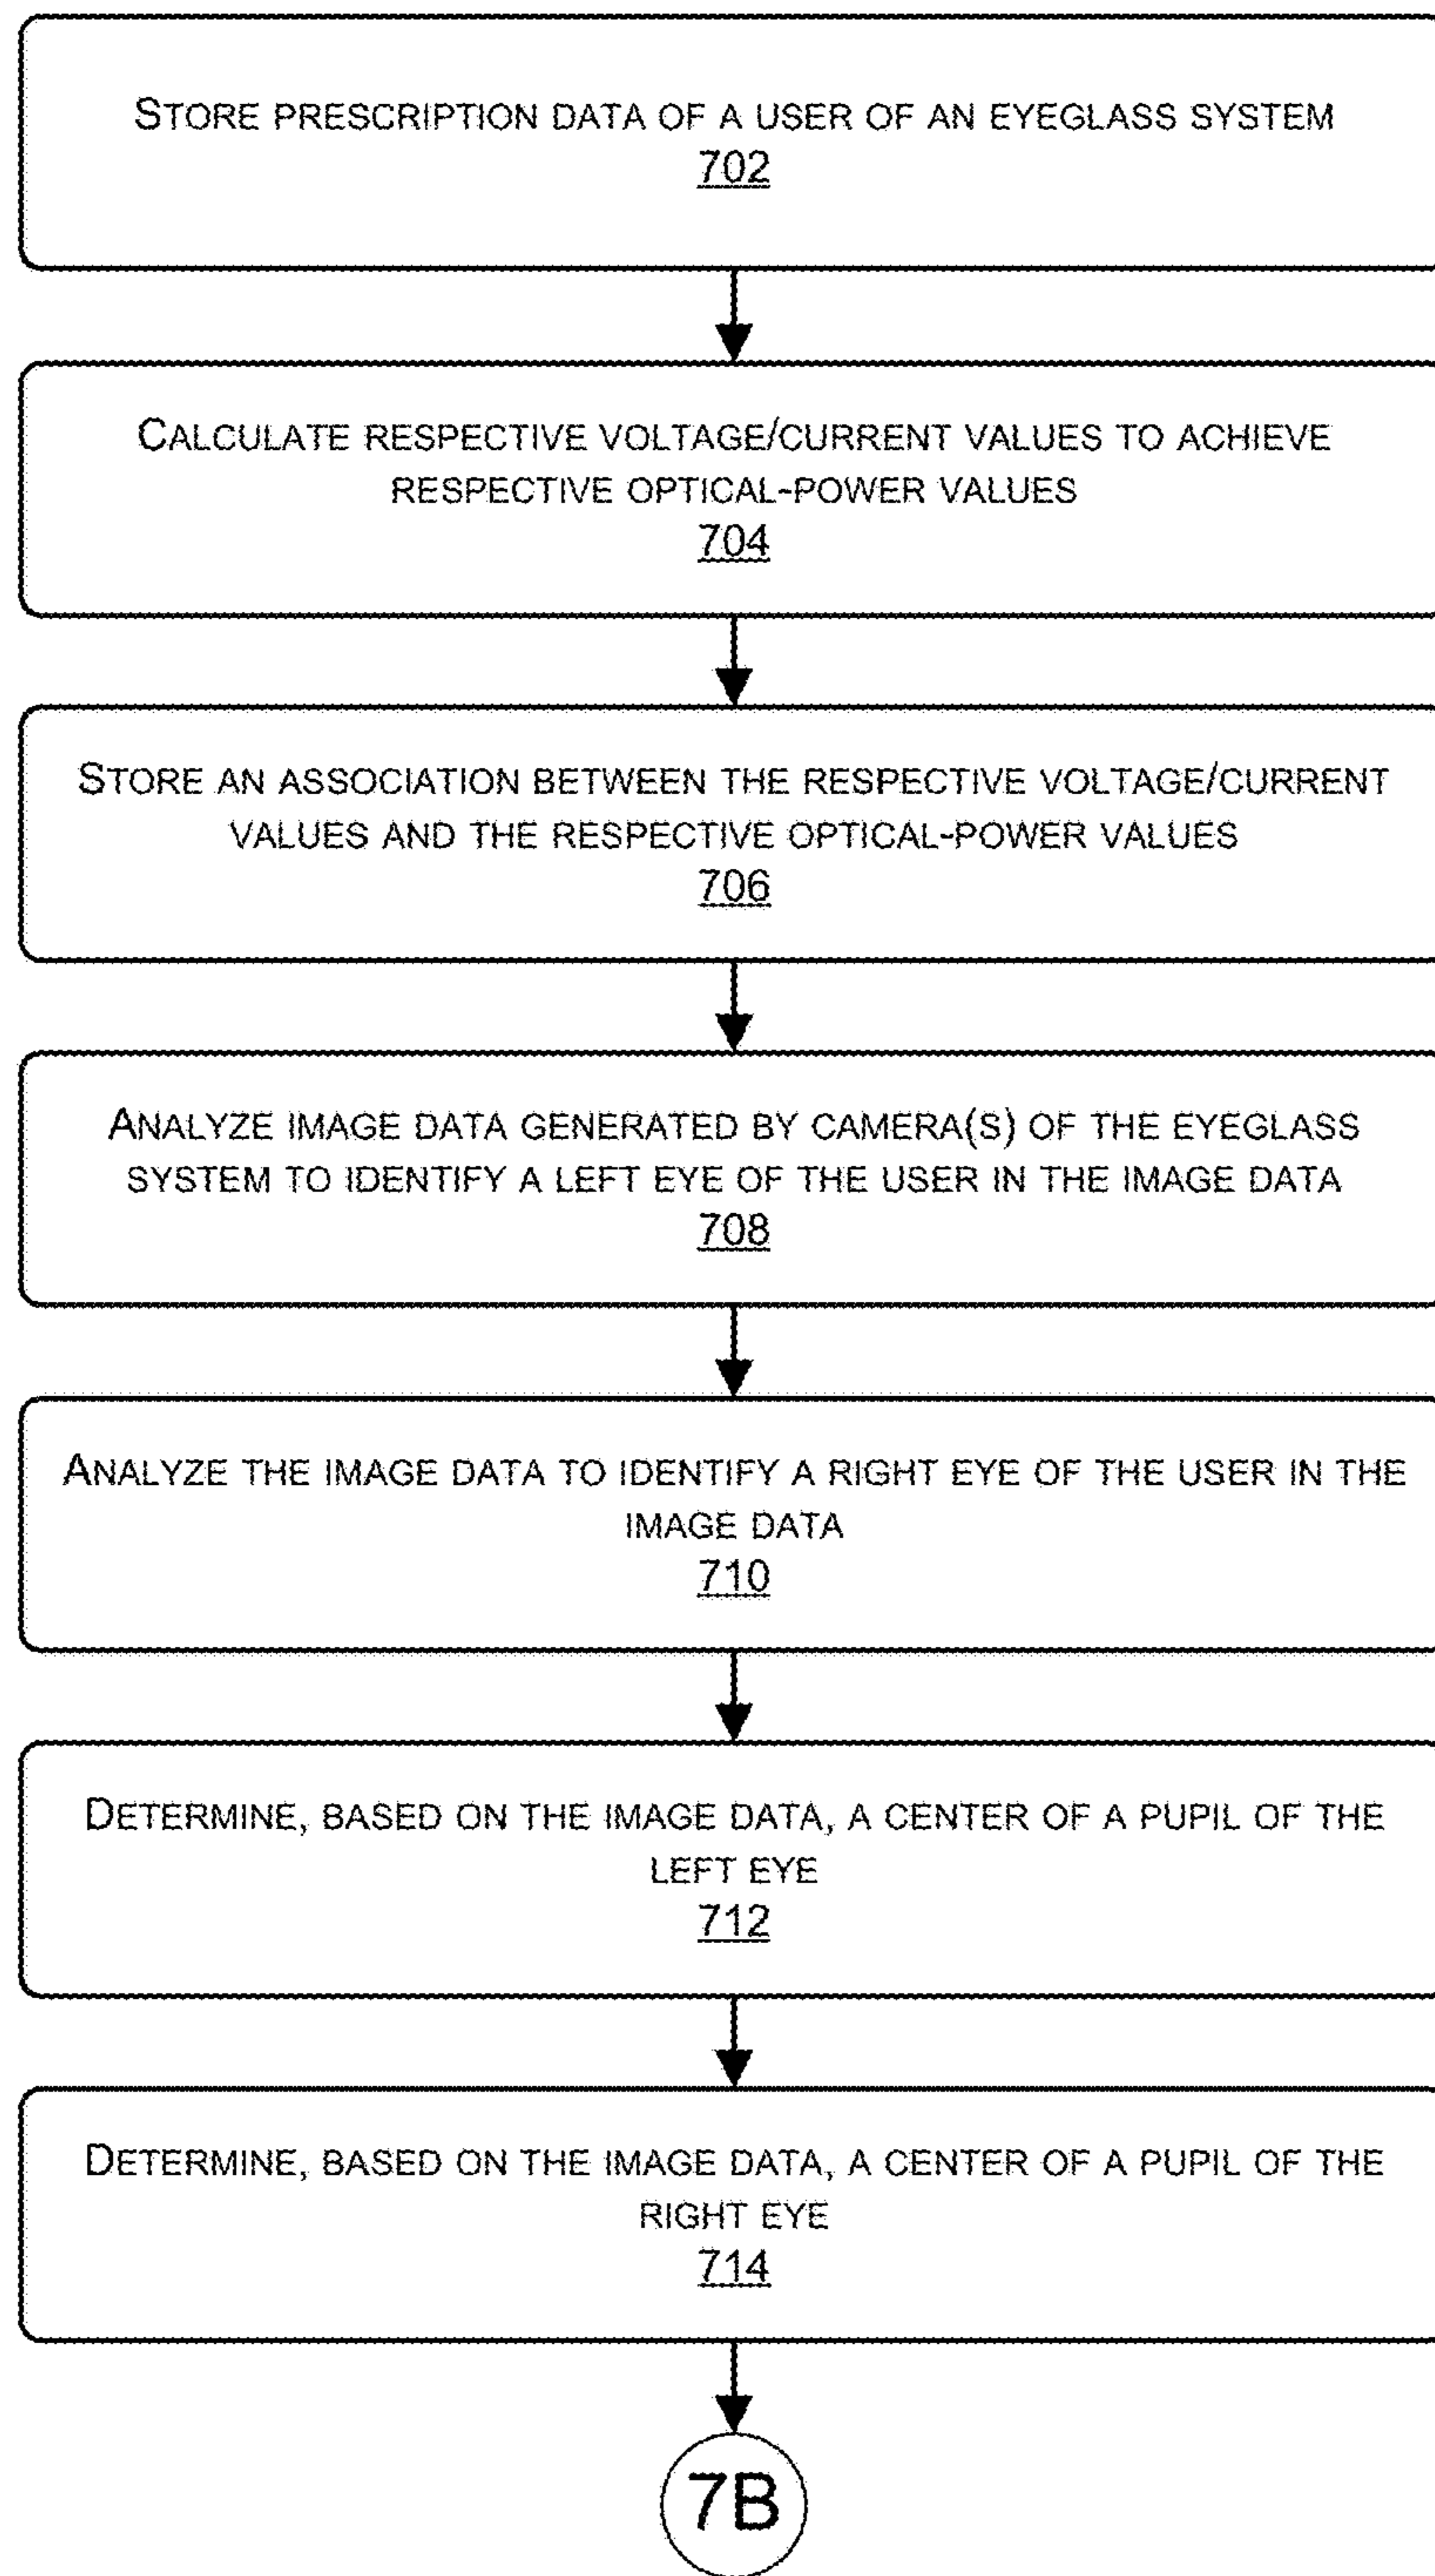 STORE PRESCRIPTION DATA OF A USER OF AN EYEGLASS SYSTEM
702
CALCULATE RESPECTIVE VOLTAGE/CURRENT VALUES TO ACHIEVE
RESPECTIVE OPTICAL-POWER VALUES
704
STORE AN ASSOCIATION BETWEEN THE RESPECTIVE VOLTAGE/CURRENT
VALUES AND THE RESPECTIVE OPTICAL-POWER VALUES
706
ANALYZE IMAGE DATA GENERATED BY CAMERA(S) OF THE EYEGLASS
SYSTEM TO IDENTIFY A LEFT EYE OF THE USER IN THE IMAGE DATA
708
ANALYZE THE IMAGE DATA TO IDENTIFY A RIGHT EYE OF THE USER IN THE
IMAGE DATA
710
DETERMINE, BASED ON THE IMAGE DATA, A CENTER OF A PUPIL OF THE
LEFT EYE
712
DETERMINE, BASED ON THE IMAGE DATA, A CENTER OF A PUPIL OF THE
RIGHT EYE
714
7B